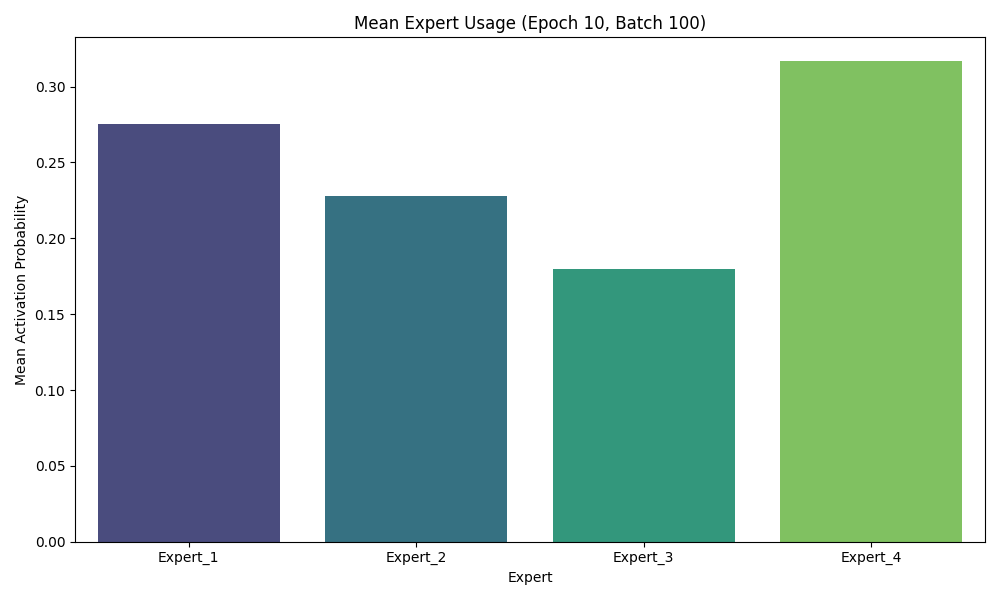 Mean Expert Usage (Epoch 10, Batch 100)
Mean Activation Probability
0.30
0.25
0.20
0.15
0.10
0.05
0.00
Expert_1
Expert_2
Expert_3
Expert_4
Expert